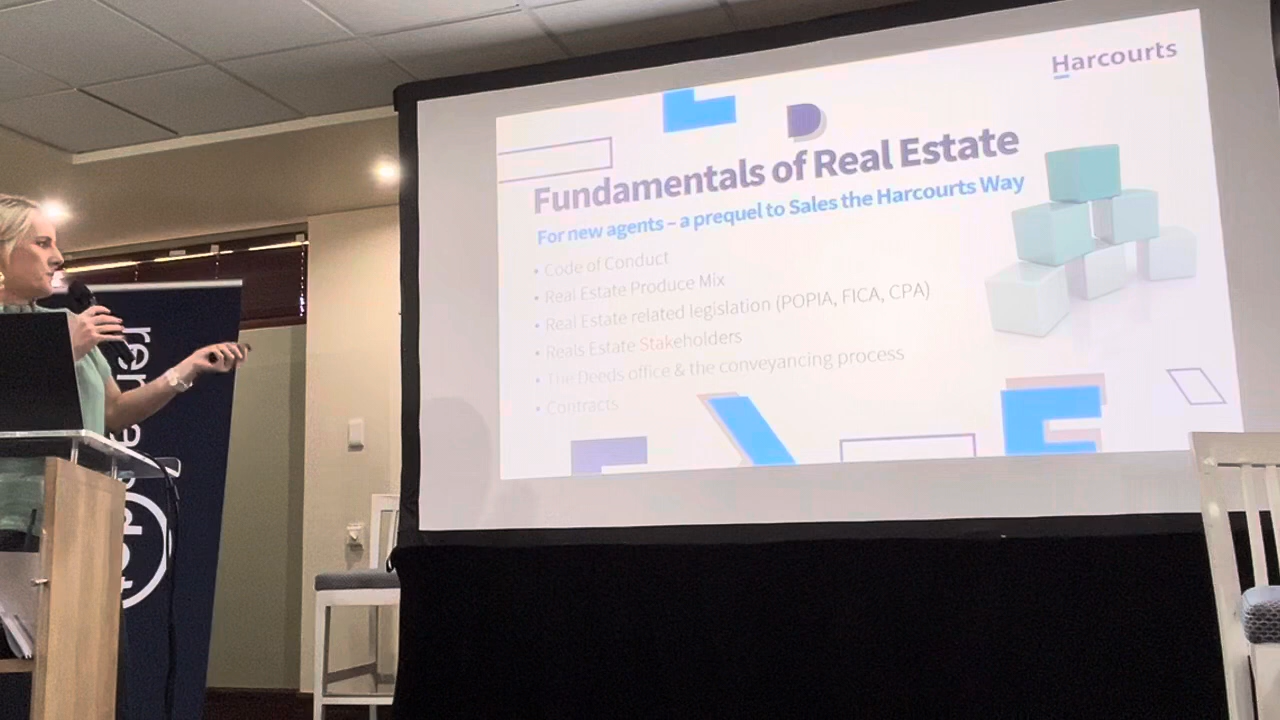 Harcourts
Fundamentals of Real Estate
For new agents – a prequel to Sales the Harcourts Way
• Code of Conduct
• Real Estate Produce Mix
• Real Estate related legislation (POPIA, FICA, CPA)
• Reals Estate Stakeholders
• The Deeds office & the conveyancing process
• Contracts